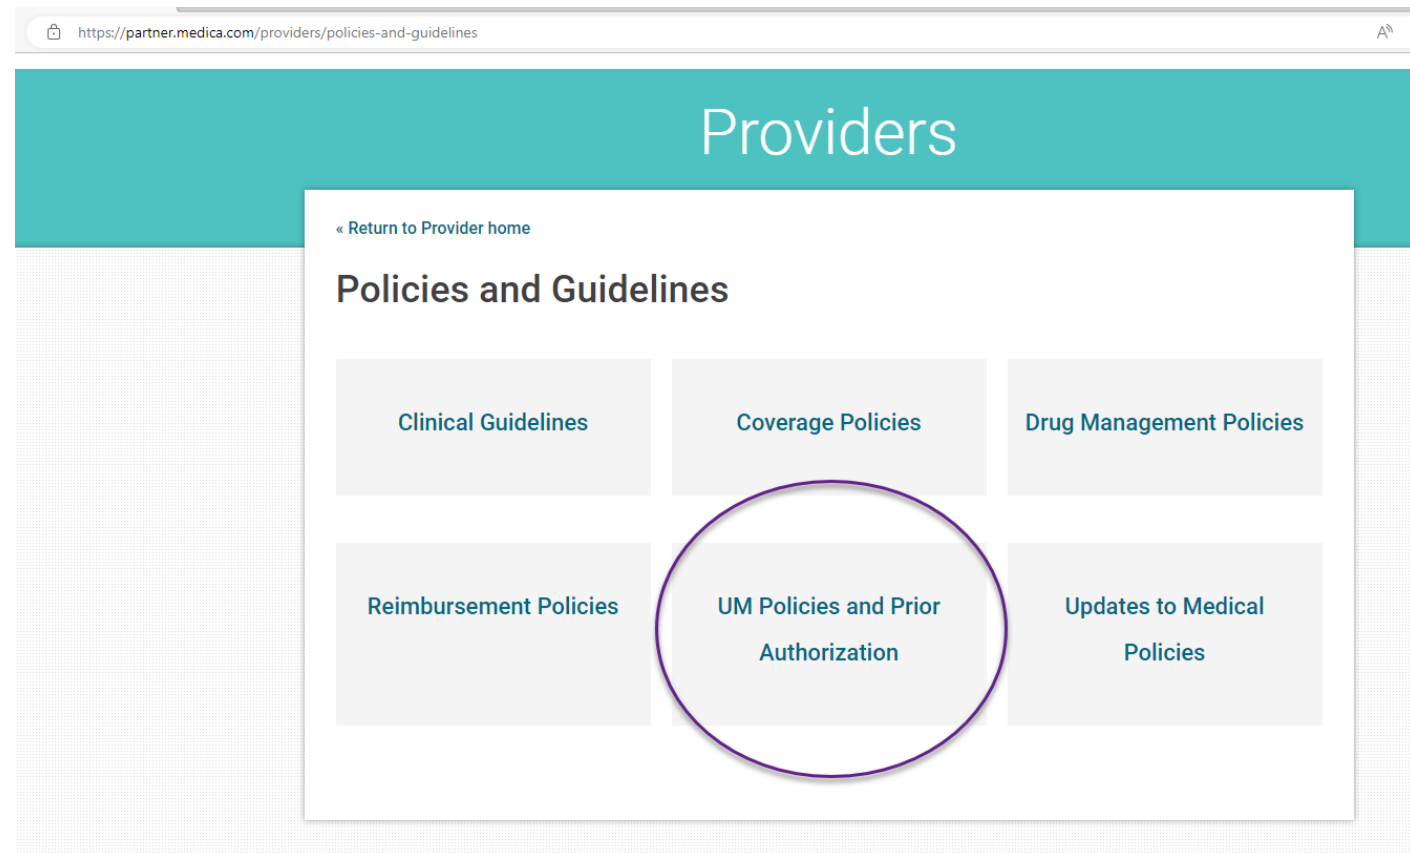 https://partner.medica.com/providers/policies-and-guidelines
Providers
« Return to Provider home
Policies and Guidelines
Clinical Guidelines
Coverage Policies
Drug Management Policies
Reimbursement Policies
UM Policies and Prior
Authorization
Updates to Medical
Policies